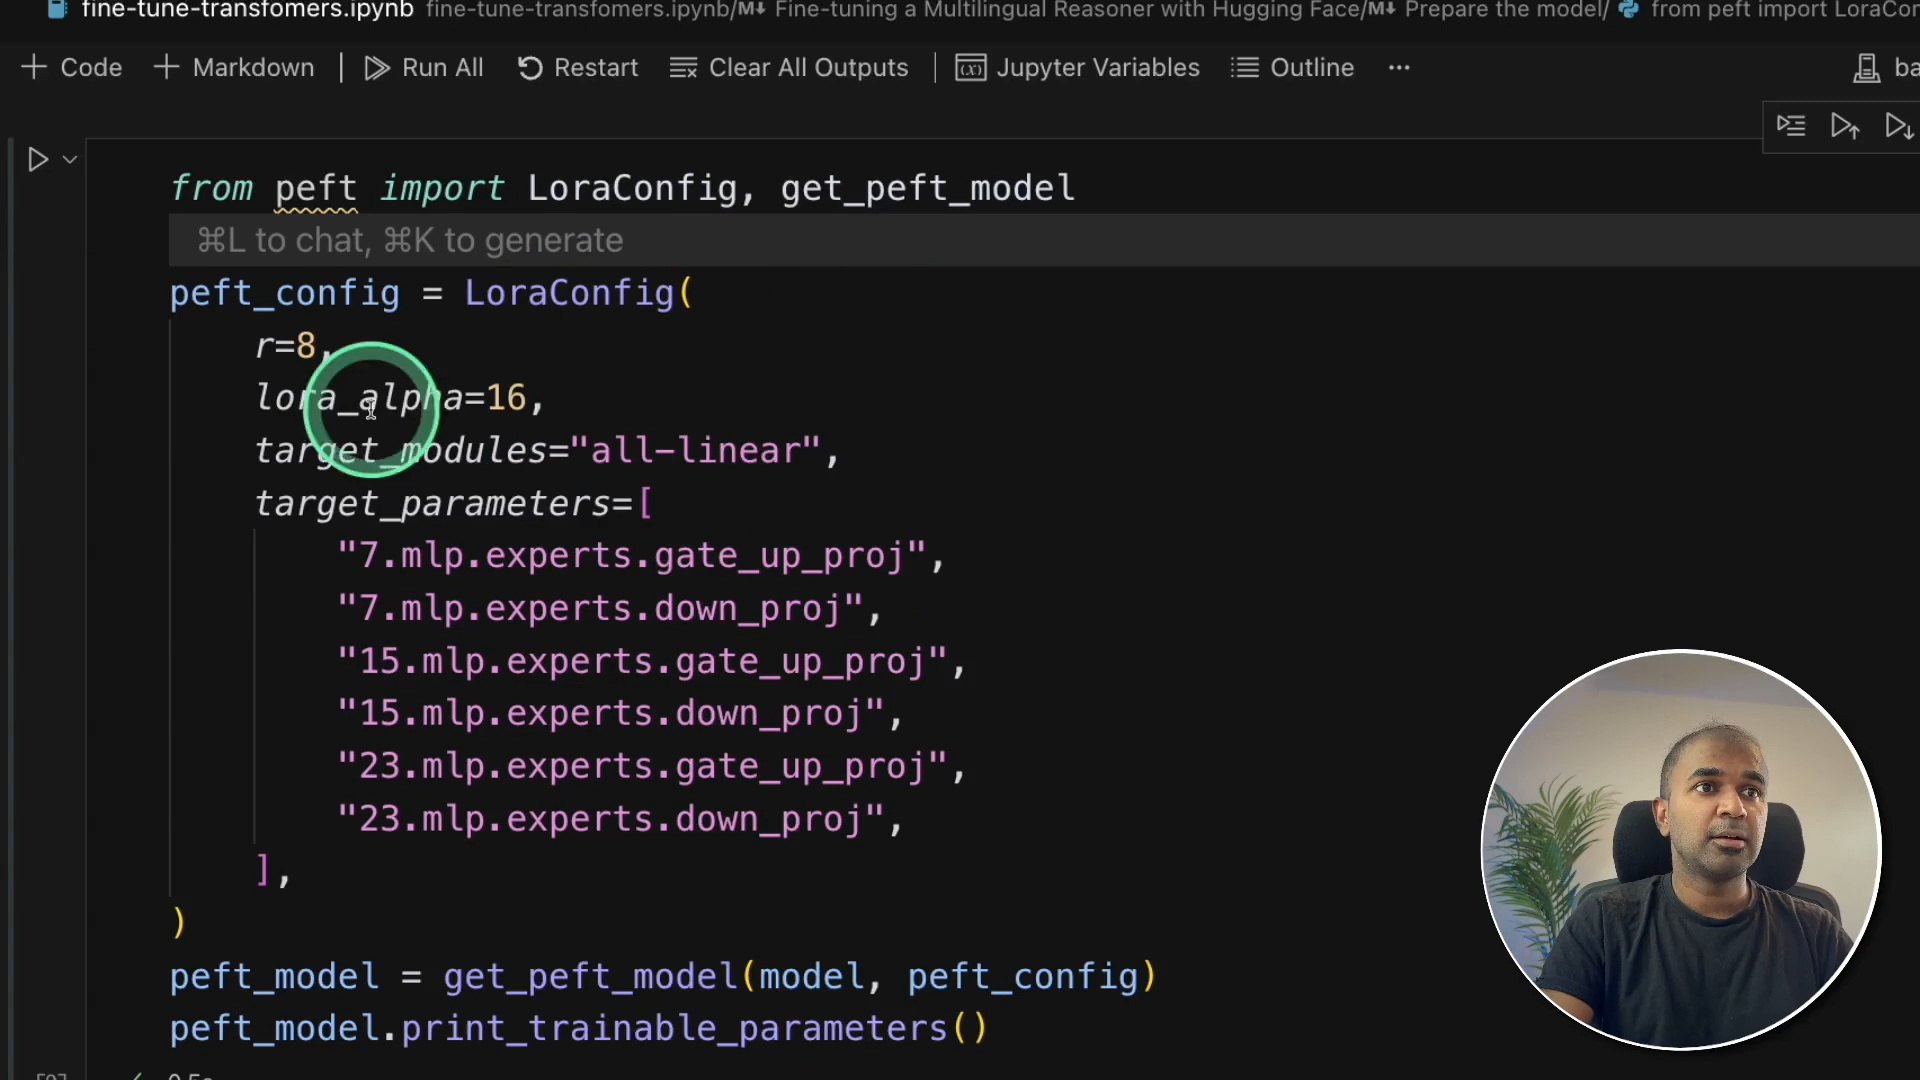 fine-tune-transfomers.ipynb fine-tune-transfomers.ipynb/M↓ Fine-tuning a Multilingual Reasoner with Hugging Face/M↓ Prepare the model/ from peft import LoraCon
+ Code + Markdown | Run All Restart Clear All Outputs | Jupyter Variables Outline ··· ba
from peft import LoraConfig, get_peft_model
⌘L to chat, ⌘K to generate
peft_config = LoraConfig(
r=8,
lora_alpha=16,
target_modules="all-linear",
target_parameters=[
"7.mlp.experts.gate_up_proj",
"7.mlp.experts.down_proj",
"15.mlp.experts.gate_up_proj",
"15.mlp.experts.down_proj",
"23.mlp.experts.gate_up_proj",
"23.mlp.experts.down_proj",
],
)
peft_model = get_peft_model(model, peft_config)
peft_model.print_trainable_parameters()